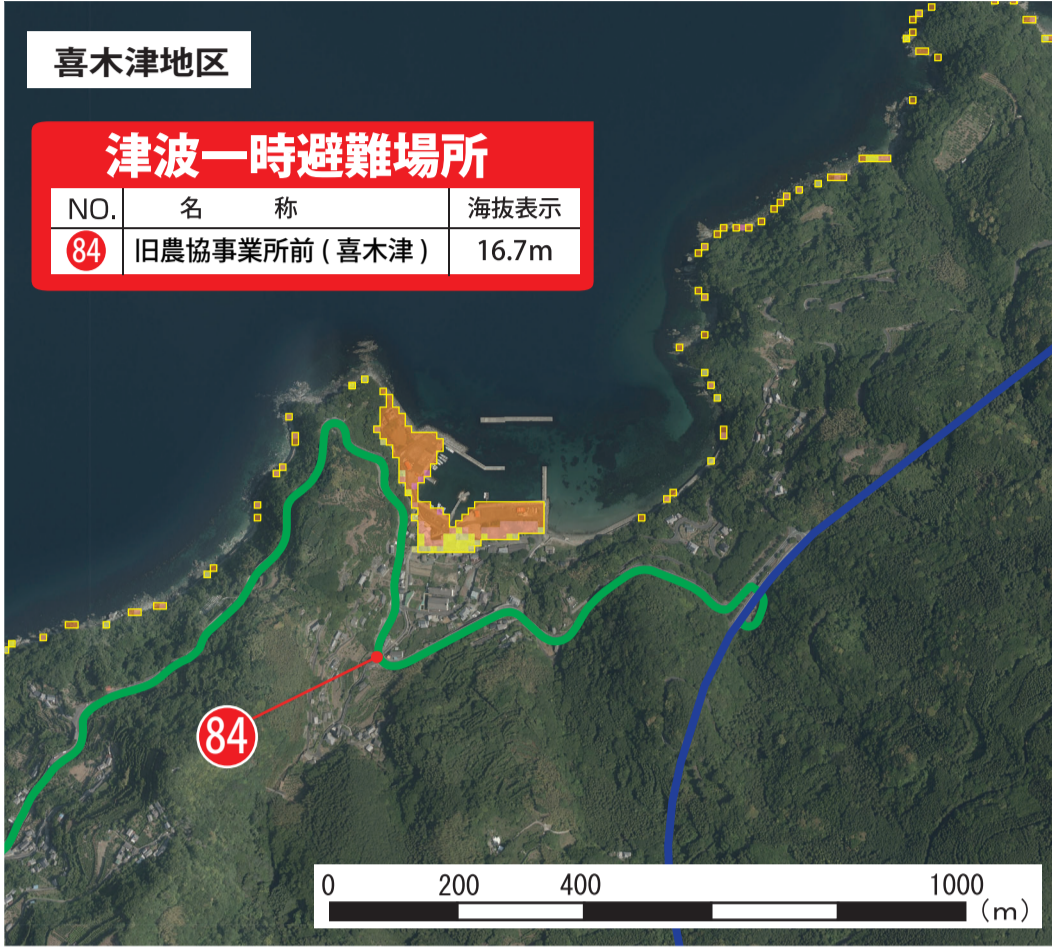 喜木津地区
津波一時避難場所
NO. 名 称 海抜表示
84 旧農協事業所前 ( 喜木津 ) 16.7m
84
0 200 400 1000
(m)